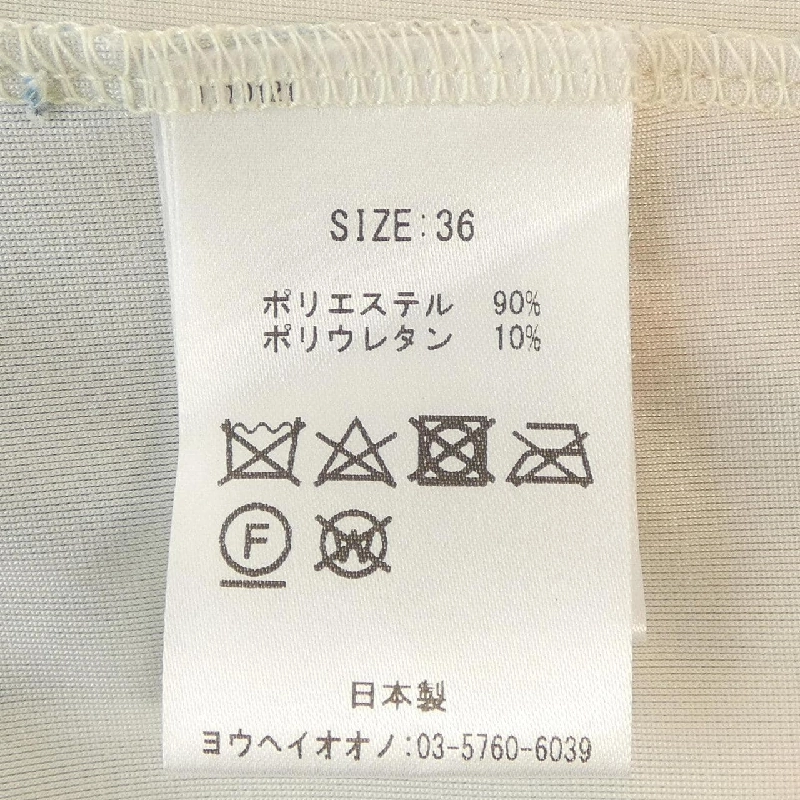 SIZE:36
ポリエステル 90%
ポリウレタン 10%
F W
日本製
ヨウヘイオオノ:03-5760-6039